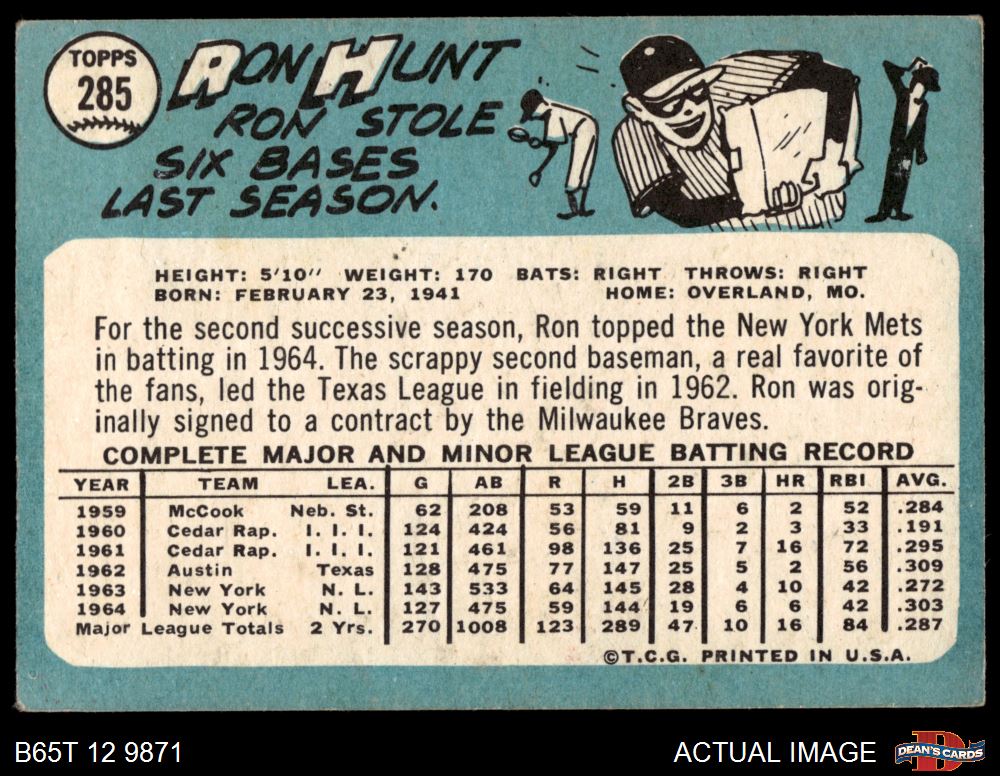 TOPPS
285
RON HUNT
RON STOLE
SIX BASES
LAST SEASON.
HEIGHT: 5'10" WEIGHT: 170 BATS: RIGHT THROWS: RIGHT
BORN: FEBRUARY 23, 1941 HOME: OVERLAND, MO.
For the second successive season, Ron topped the New York Mets
in batting in 1964. The scrappy second baseman, a real favorite of
the fans, led the Texas League in fielding in 1962. Ron was orig-
inally signed to a contract by the Milwaukee Braves.
COMPLETE MAJOR AND MINOR LEAGUE BATTING RECORD
YEAR TEAM LEA. G AB R H 2B 3B HR RBI AVG.
1959 McCook Neb. St. 62 208 53 59 11 6 2 52 .284
1960 Cedar Rap. I. I. I. 124 424 56 81 9 2 3 33 .191
1961 Cedar Rap. I. I. I. 121 461 98 136 25 7 16 72 .295
1962 Austin Texas 128 475 77 147 25 5 2 56 .309
1963 New York N. L. 143 533 64 145 28 4 10 42 .272
1964 New York N. L. 127 475 59 144 19 6 6 42 .303
Major League Totals 2 Yrs. 270 1008 123 289 47 10 16 84 .287
©T.C.G. PRINTED IN U.S.A.
B65T 12 9871 ACTUAL IMAGE D DEAN'S CARDS